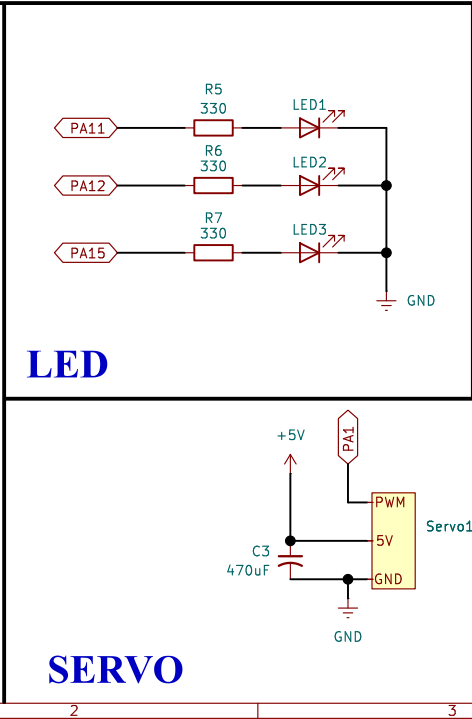 R5
330
LED1
PA11
R6
330
LED2
PA12
R7
330
LED3
PA15
GND
LED
+5V
PA1
PWM
Servo1
5V
C3
470uF
GND
GND
SERVO
2
3